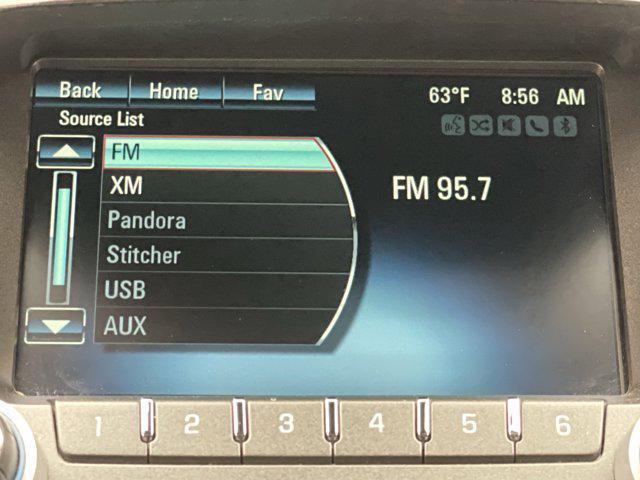 Back Home Fav 63°F 8:56 AM
Source List
FM
XM
FM 95.7
Pandora
Stitcher
USB
AUX
1 2 3 4 5 6